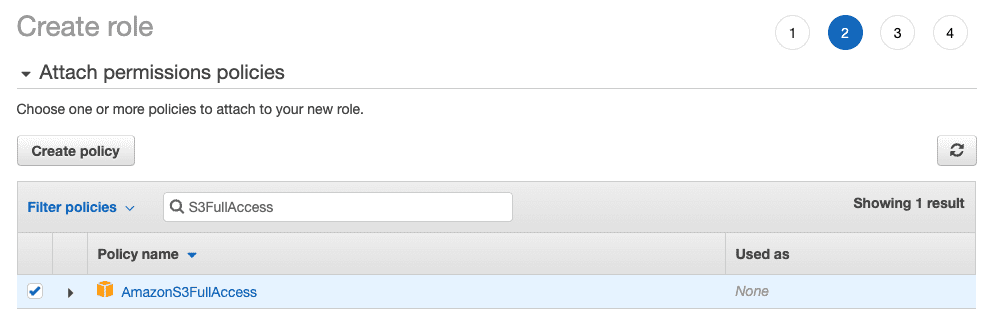 Create role
1 2 3 4
Attach permissions policies
Choose one or more policies to attach to your new role.
Create policy
Filter policies S3FullAccess Showing 1 result
Policy name Used as
AmazonS3FullAccess None